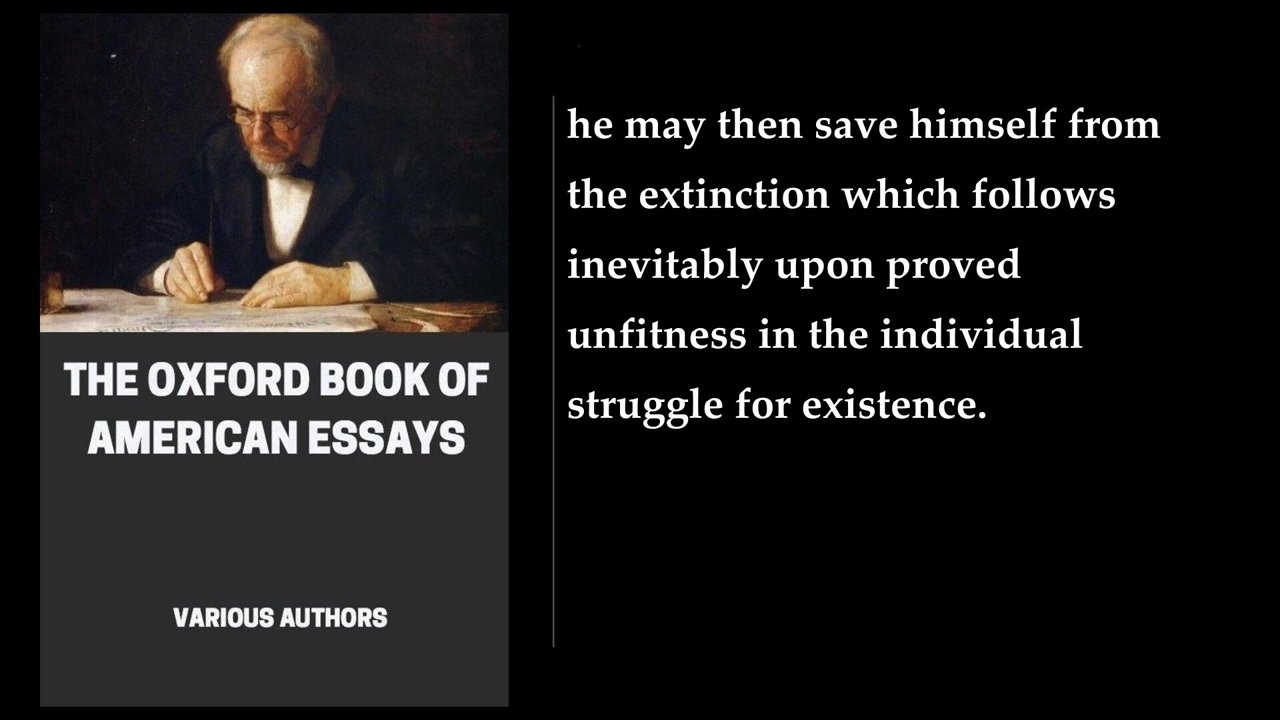 THE OXFORD BOOK OF
AMERICAN ESSAYS
VARIOUS AUTHORS
he may then save himself from
the extinction which follows
inevitably upon proved
unfitness in the individual
struggle for existence.